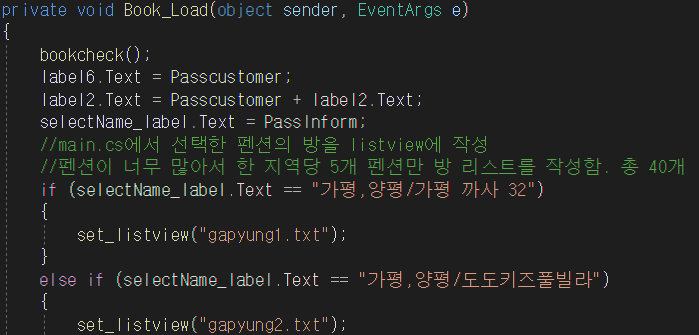 private void Book_Load(object sender, EventArgs e)
{
bookcheck();
label6.Text = Passcustomer;
label2.Text = Passcustomer + label2.Text;
selectName_label.Text = PassInform;
//main.cs에서 선택한 펜션의 방을 listview에 작성
//펜션이 너무 많아서 한 지역당 5개 펜션만 방 리스트를 작성함. 총 40개
if (selectName_label.Text == "가평,양평/가평 까사 32")
{
set_listview("gapyung1.txt");
}
else if (selectName_label.Text == "가평,양평/도도키즈풀빌라")
{
set_listview("gapyung2.txt");